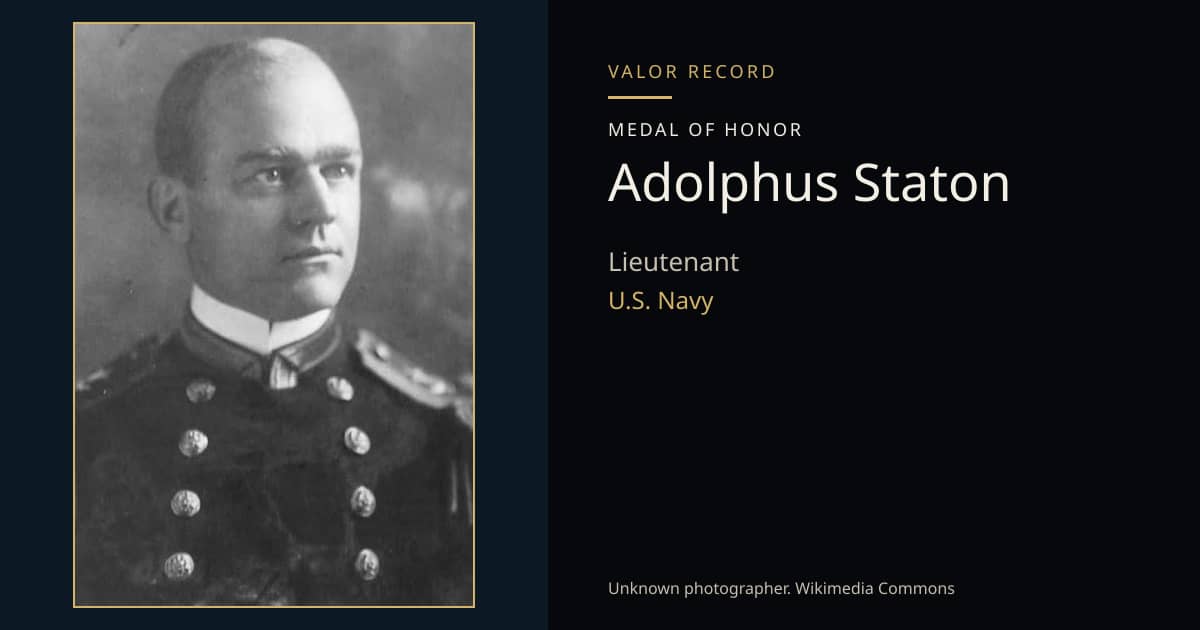 VALOR RECORD
MEDAL OF HONOR
Adolphus Staton
Lieutenant
U.S. Navy
Unknown photographer. Wikimedia Commons